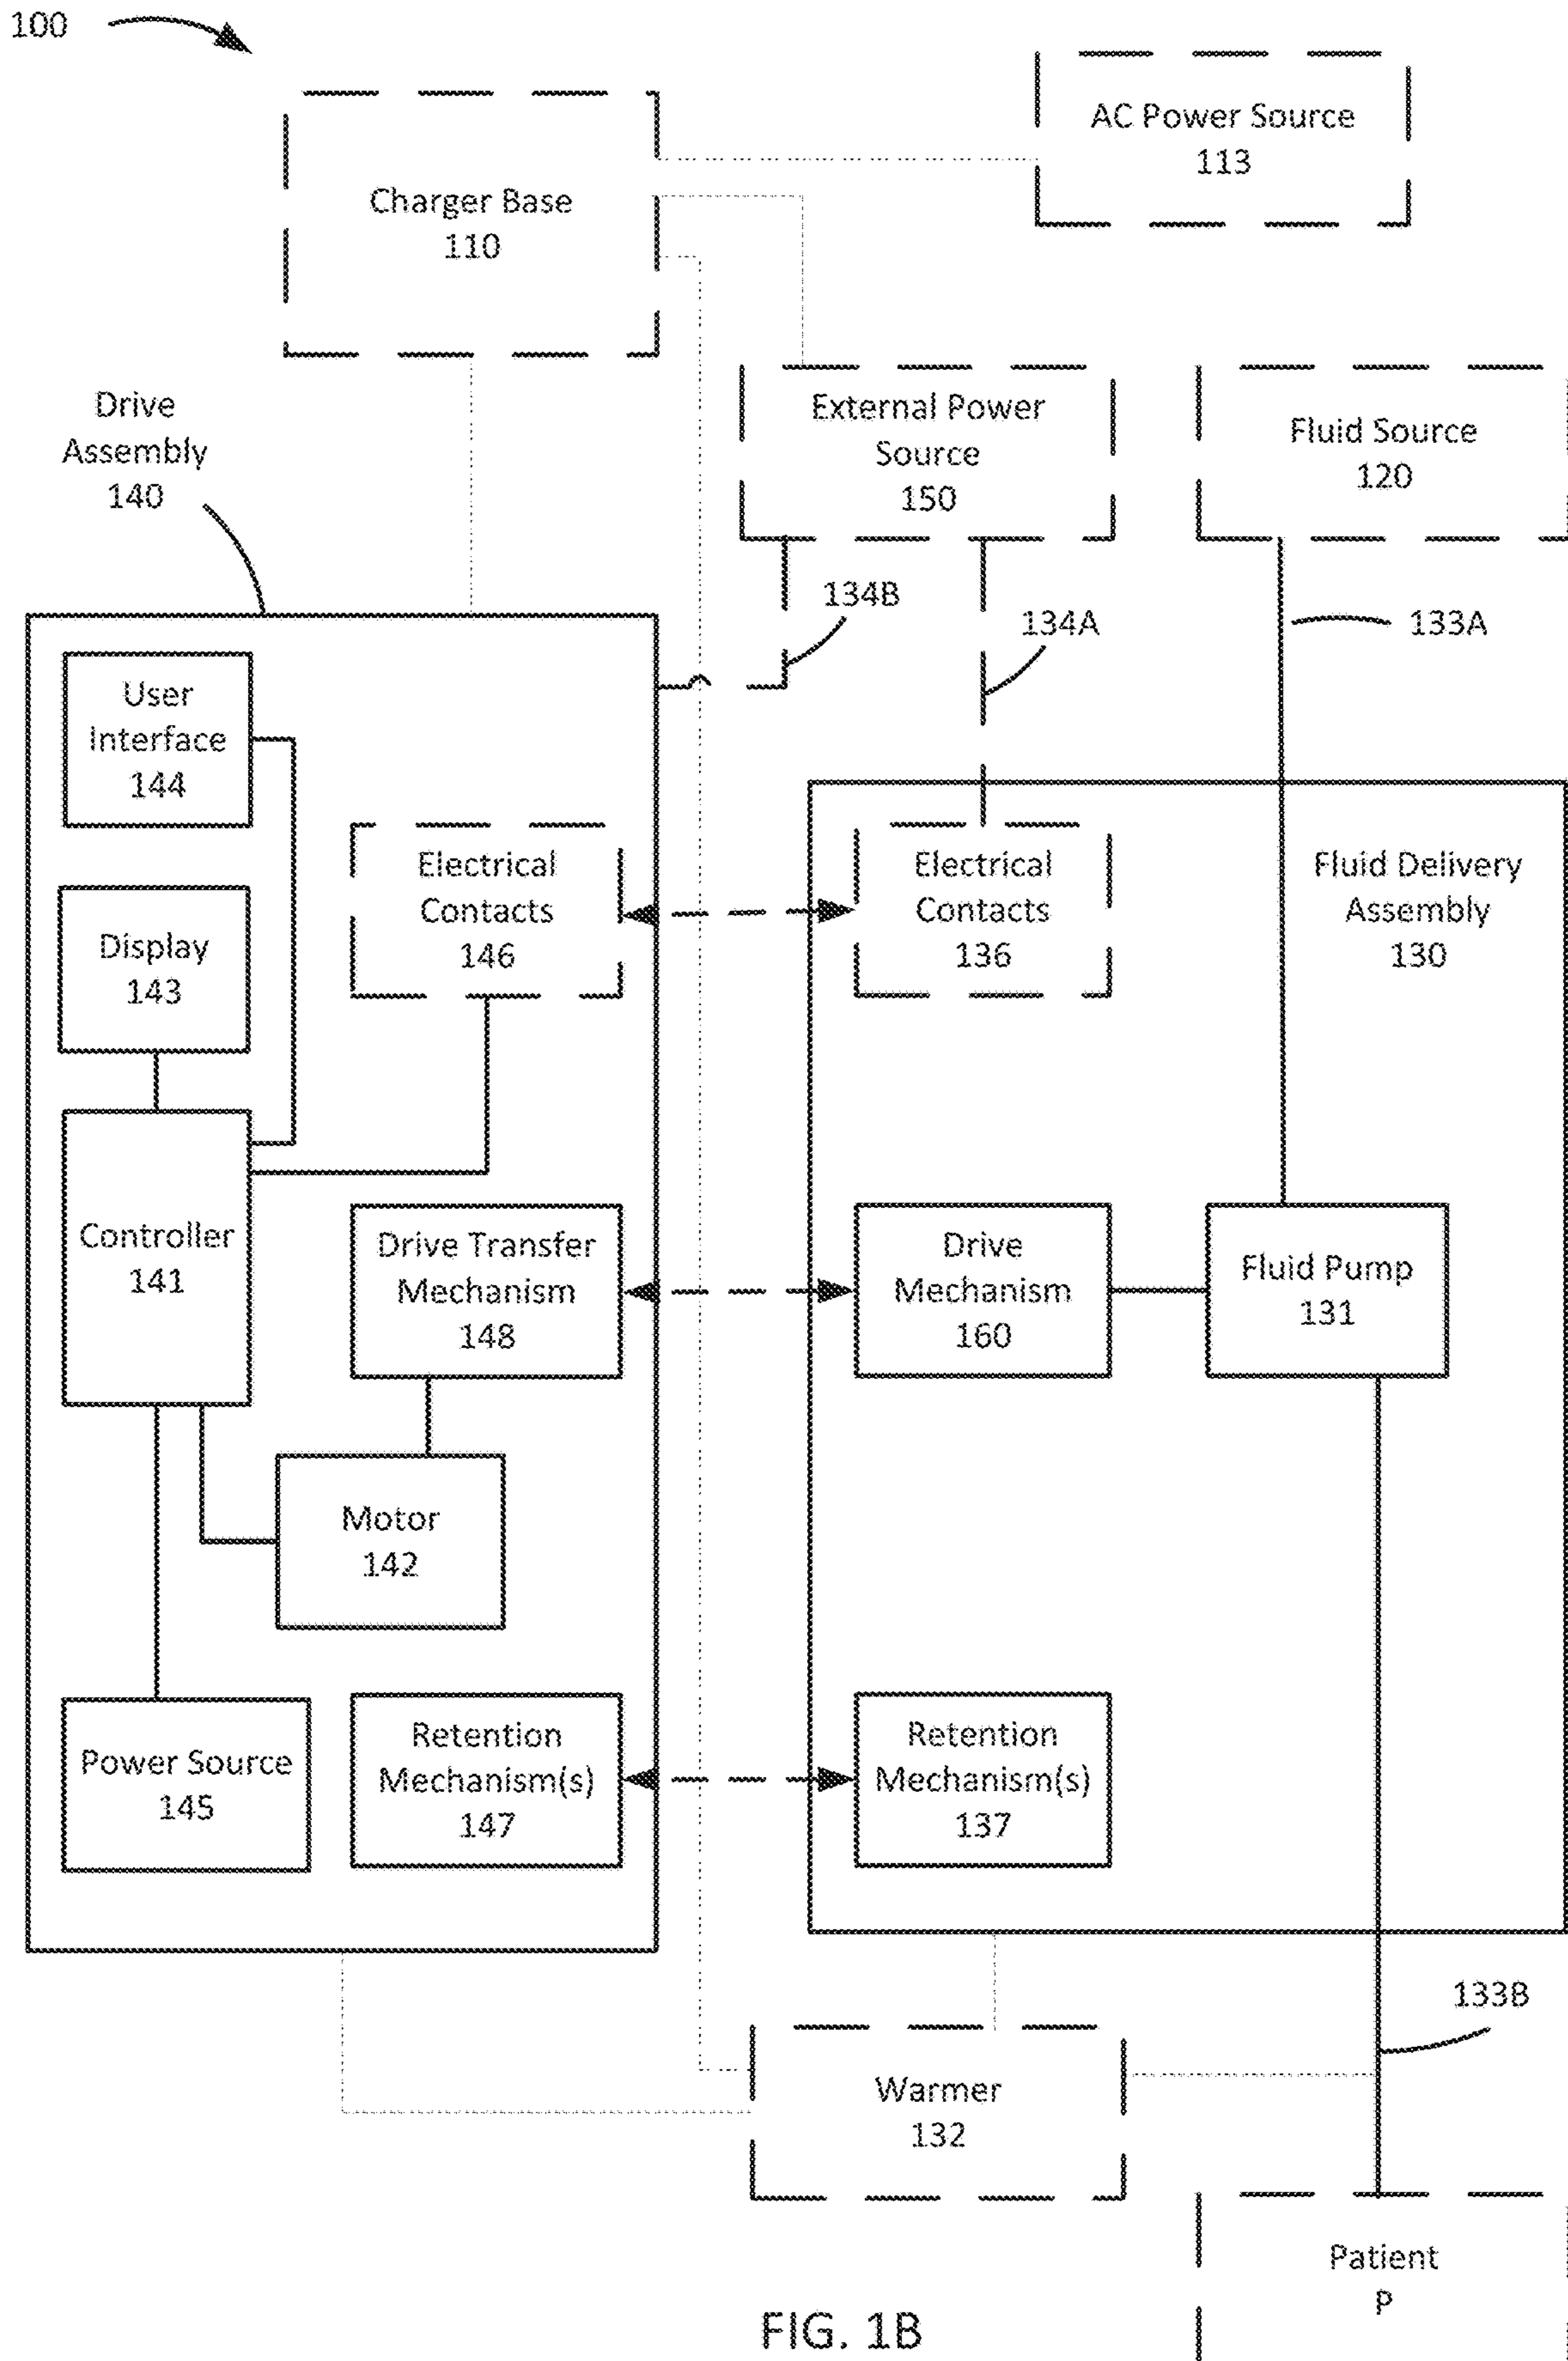 100
AC Power Source
113
Charger Base
110
Drive
Assembly
140
External Power
Source
150
Fluid Source
120
134B
134A
133A
User
Interface
144
Electrical
Contacts
146
Electrical
Contacts
136
Fluid Delivery
Assembly
130
Display
143
Controller
141
Drive Transfer
Mechanism
148
Drive
Mechanism
160
Fluid Pump
131
Motor
142
Power Source
145
Retention
Mechanism(s)
147
Retention
Mechanism(s)
137
133B
Warmer
132
Patient
P
FIG. 1B